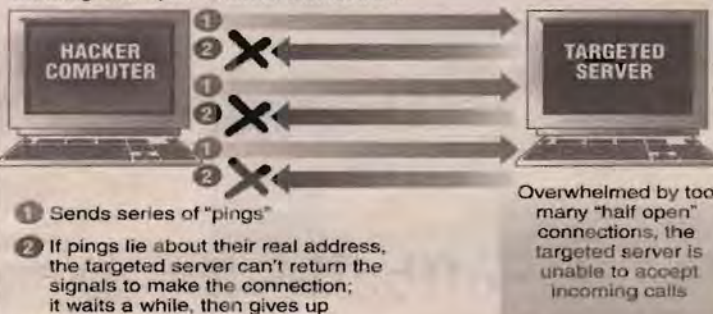 1
2
HACKER
COMPUTER
1
2
1
2
TARGETED
SERVER
1 Sends series of "pings"
2 If pings lie about their real address,
the targeted server can't return the
signals to make the connection;
it waits a while, then gives up
Overwhelmed by too
many "half open"
connections, the
targeted server is
unable to accept
incoming calls